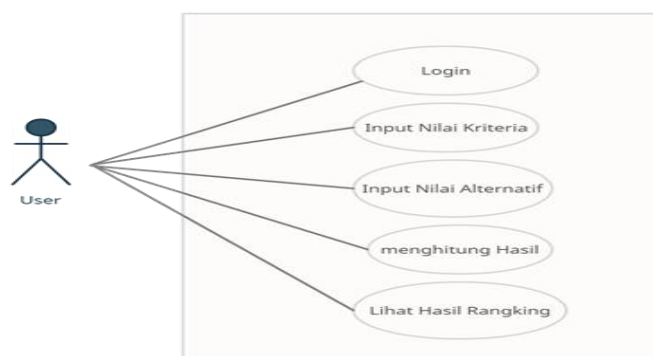 Login
Input Nilai Kriteria
User
Input Nilai Alternatif
menghitung Hasil
Lihat Hasil Rangking